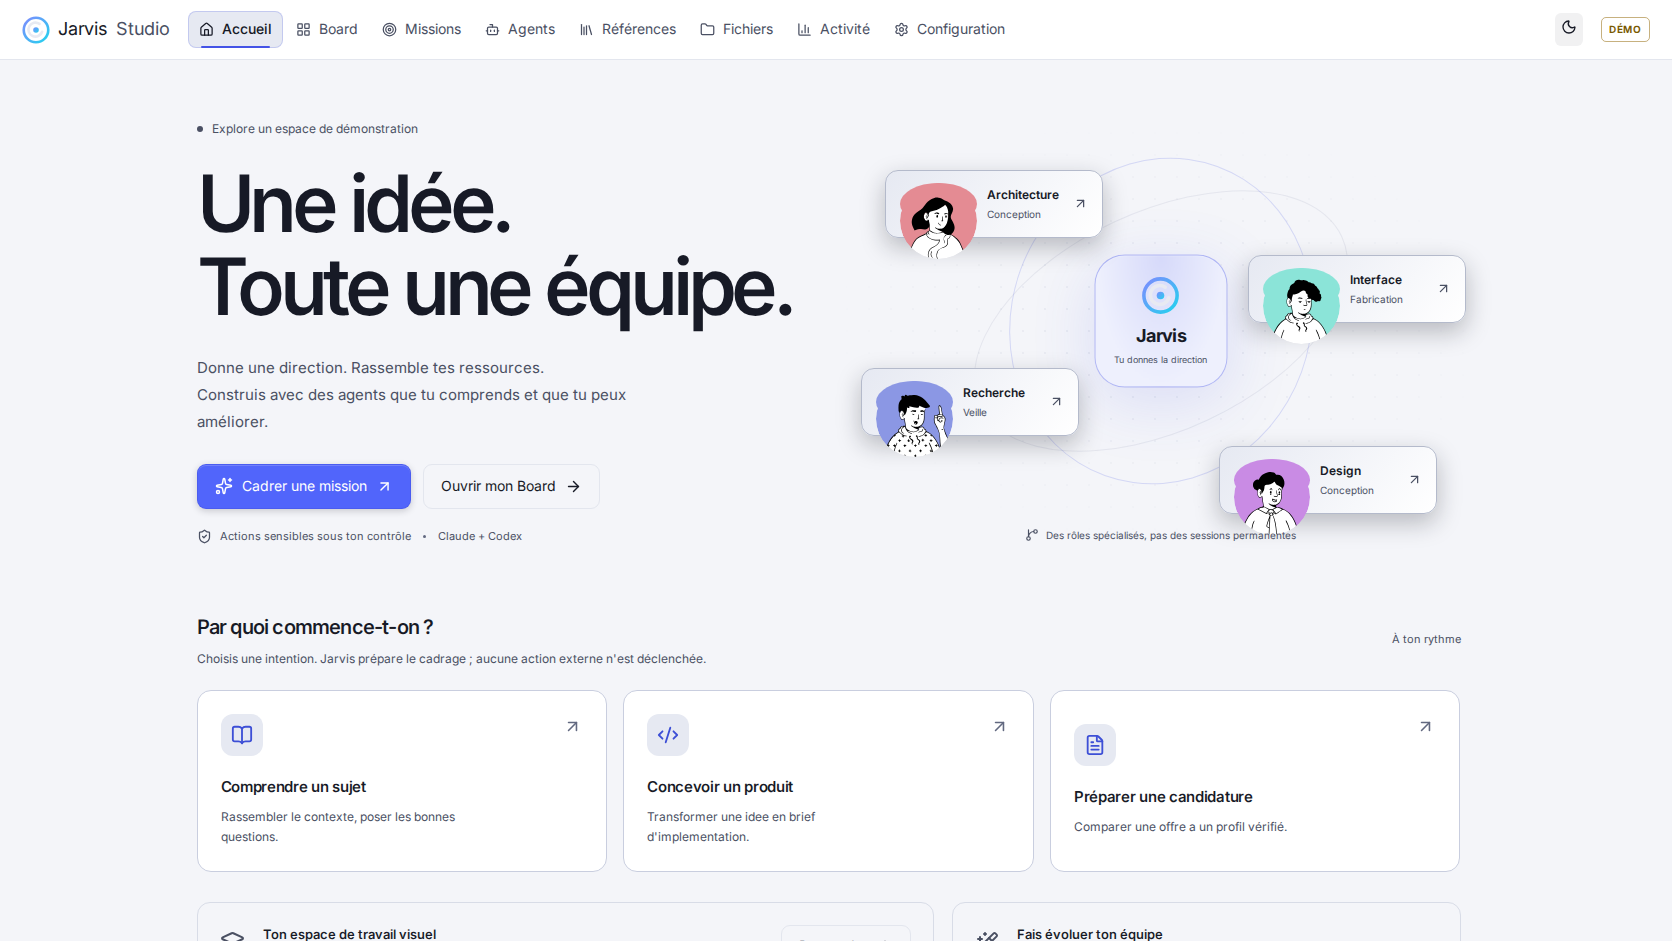 Jarvis Studio
Accueil
Board
Missions
Agents
Références
Fichiers
Activité
Configuration
DÉMO
Explore un espace de démonstration
Une idée.
Toute une équipe.
Donne une direction. Rassemble tes ressources.
Construis avec des agents que tu comprends et que tu peux
améliorer.
Cadrer une mission
Ouvrir mon Board
Actions sensibles sous ton contrôle • Claude + Codex
Architecture
Conception
Interface
Fabrication
Jarvis
Tu donnes la direction
Recherche
Veille
Design
Conception
Des rôles spécialisés, pas des sessions permanentes
Par quoi commence-t-on ?
Choisis une intention. Jarvis prépare le cadrage ; aucune action externe n'est déclenchée.
À ton rythme
Comprendre un sujet
Rassembler le contexte, poser les bonnes
questions.
Concevoir un produit
Transformer une idee en brief
d'implementation.
Préparer une candidature
Comparer une offre a un profil vérifié.
Ton espace de travail visuel
Fais évoluer ton équipe